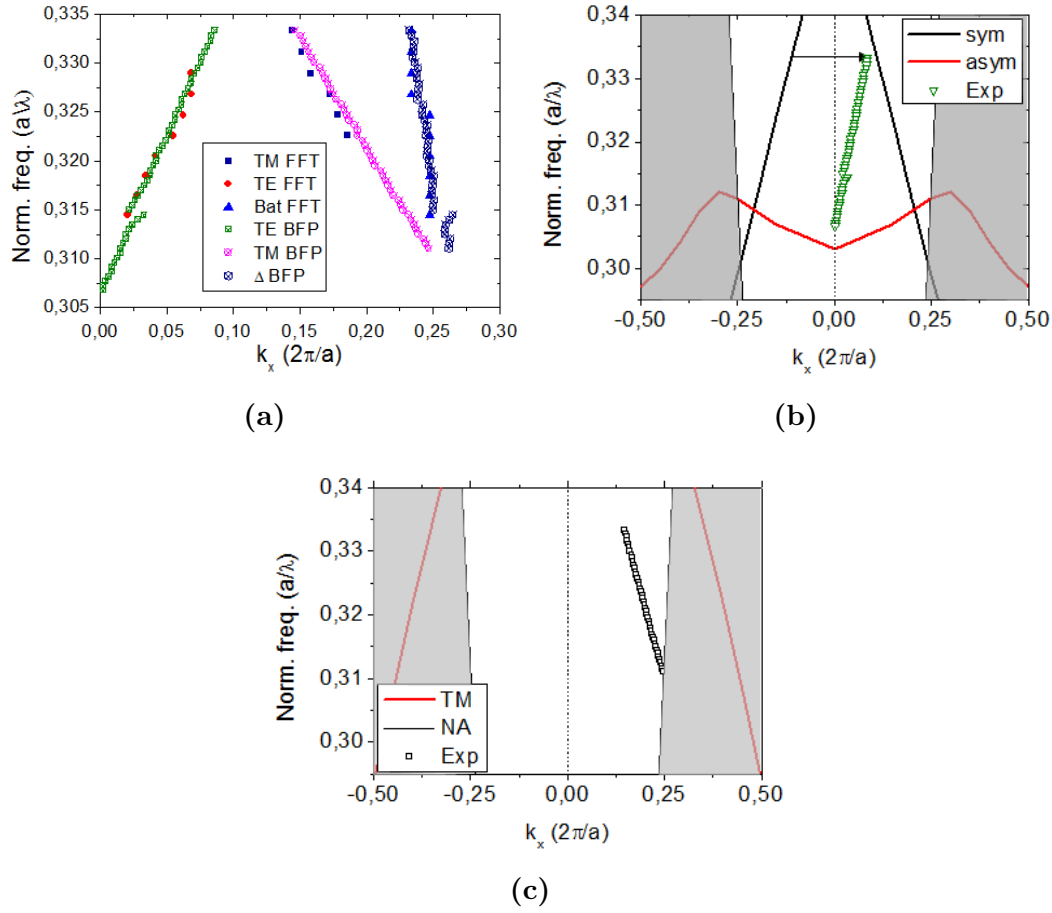 0,335
0,330
0,325
0,320
0,315
0,310
0,305
Norm. freq. (a\λ)
TM FFT
TE FFT
Bat FFT
TE BFP
TM BFP
Δ BFP
0,00 0,05 0,10 0,15 0,20 0,25 0,30
k_x (2π/a)
(a)
0,34
0,33
0,32
0,31
0,30
Norm. freq. (a/λ)
sym
asym
Exp
-0,50 -0,25 0,00 0,25 0,50
k_x (2π/a)
(b)
0,34
0,33
0,32
0,31
0,30
Norm. freq. (a/λ)
TM
NA
Exp
-0,50 -0,25 0,00 0,25 0,50
k_x (2π/a)
(c)